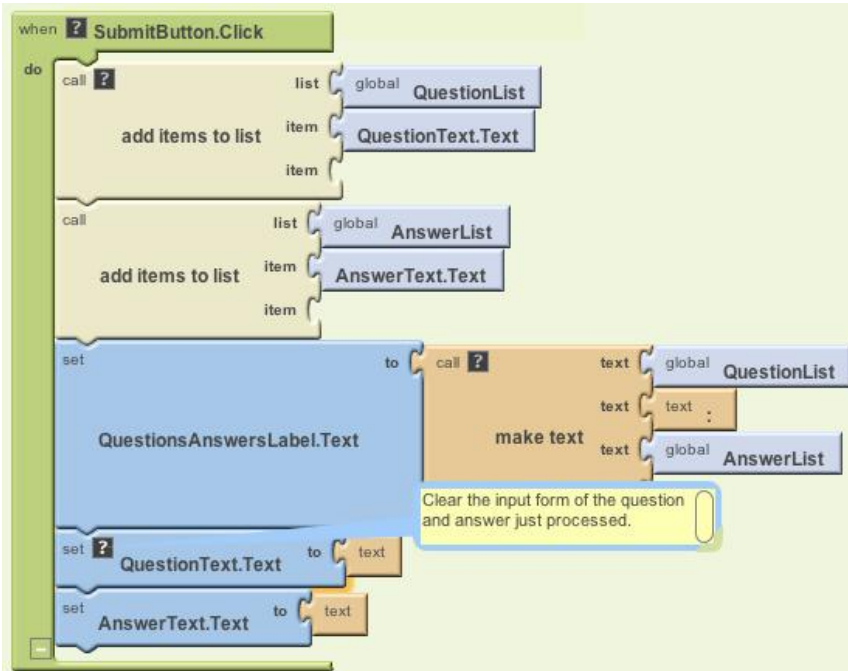 when ? SubmitButton.Click
do
call ? list global QuestionList
add items to list item QuestionText.Text
item
call list global AnswerList
add items to list item AnswerText.Text
item
set to call ? text global QuestionList
text text :
QuestionsAnswersLabel.Text make text text global AnswerList
Clear the input form of the question
and answer just processed.
set ? QuestionText.Text to text
set AnswerText.Text to text